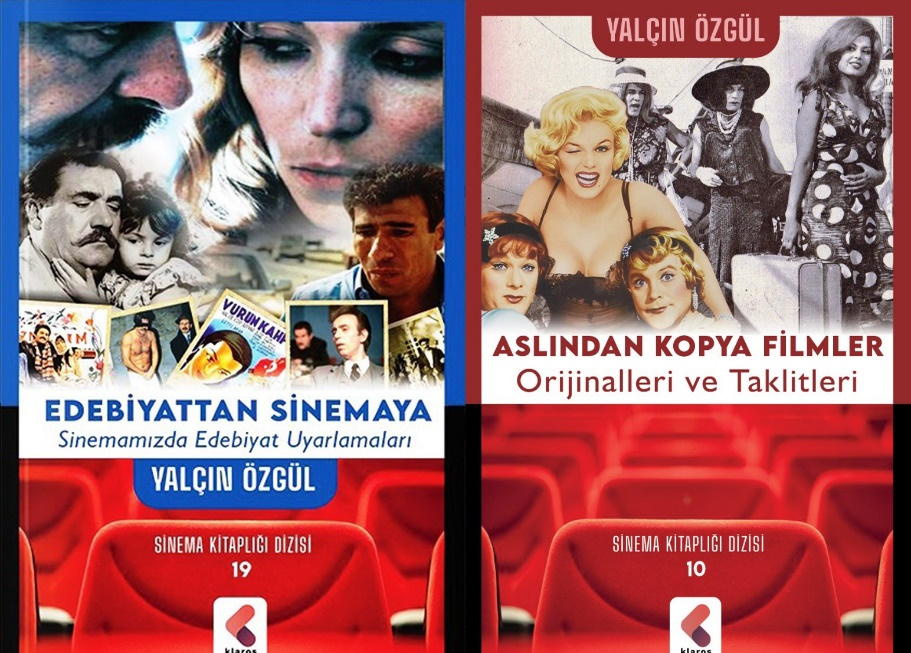 VURUN KAHP
EDEBİYATTAN SİNEMAYA
Sinemamızda Edebiyat Uyarlamaları
YALÇIN ÖZGÜL
SİNEMA KİTAPLIĞI DİZİSİ
19
klaros
YALÇIN ÖZGÜL
ASLINDAN KOPYA FİLMLER
Orijinalleri ve Taklitleri
SİNEMA KİTAPLIĞI DİZİSİ
10
klaros